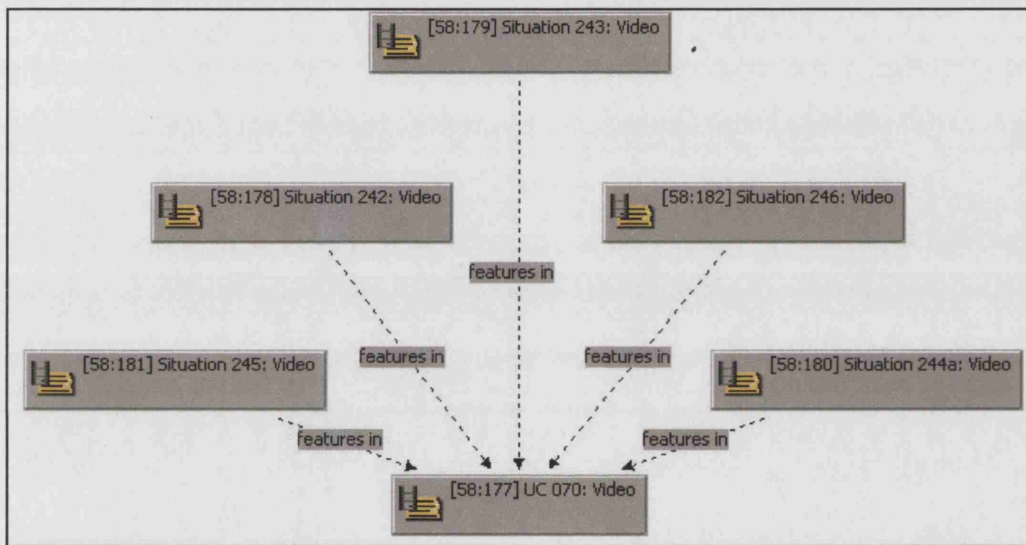 [58:179] Situation 243: Video
[58:178] Situation 242: Video
[58:182] Situation 246: Video
features in
features in
features in
[58:181] Situation 245: Video
[58:180] Situation 244a: Video
features in
features in
[58:177] UC 070: Video